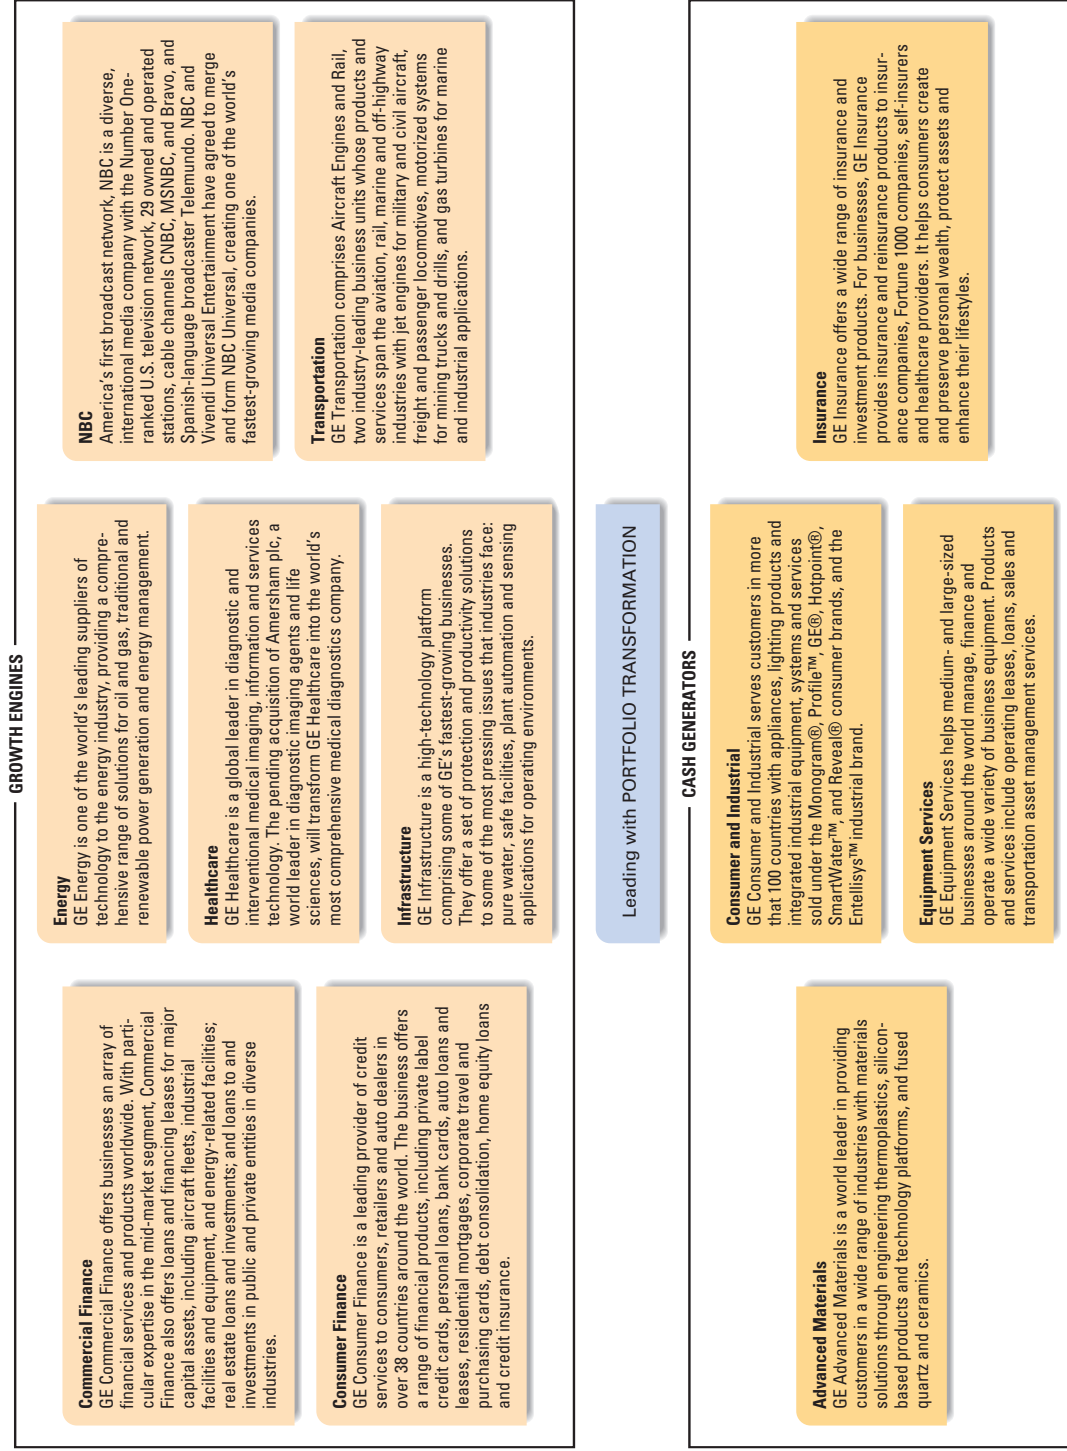 GROWTH ENGINES
Commercial Finance
GE Commercial Finance offers businesses an array of
financial services and products worldwide. With parti-
cular expertise in the mid-market segment, Commercial
Finance also offers loans and financing leases for major
capital assets, including aircraft fleets, industrial
facilities and equipment, and energy-related facilities;
real estate loans and investments; and loans to and
investments in public and private entities in diverse
industries.
Consumer Finance
GE Consumer Finance is a leading provider of credit
services to consumers, retailers and auto dealers in
over 38 countries around the world. The business offers
a range of financial products, including private label
credit cards, personal loans, bank cards, auto loans and
leases, residential mortgages, corporate travel and
purchasing cards, debt consolidation, home equity loans
and credit insurance.
Energy
GE Energy is one of the world's leading suppliers of
technology to the energy industry, providing a compre-
hensive range of solutions for oil and gas, traditional and
renewable power generation and energy management.
Healthcare
GE Healthcare is a global leader in diagnostic and
interventional medical imaging, information and services
technology. The pending acquisition of Amersham plc, a
world leader in diagnostic imaging agents and life
sciences, will transform GE Healthcare into the world's
most comprehensive medical diagnostics company.
Infrastructure
GE Infrastructure is a high-technology platform
comprising some of GE's fastest-growing businesses.
They offer a set of protection and productivity solutions
to some of the most pressing issues that industries face:
pure water, safe facilities, plant automation and sensing
applications for operating environments.
NBC
America's first broadcast network, NBC is a diverse,
international media company with the Number One-
ranked U.S. television network, 29 owned and operated
stations, cable channels CNBC, MSNBC, and Bravo, and
Spanish-language broadcaster Telemundo. NBC and
Vivendi Universal Entertainment have agreed to merge
and form NBC Universal, creating one of the world's
fastest-growing media companies.
Transportation
GE Transportation comprises Aircraft Engines and Rail,
two industry-leading business units whose products and
services span the aviation, rail, marine and off-highway
industries with jet engines for military and civil aircraft,
freight and passenger locomotives, motorized systems
for mining trucks and drills, and gas turbines for marine
and industrial applications.
Leading with PORTFOLIO TRANSFORMATION
CASH GENERATORS
Advanced Materials
GE Advanced Materials is a world leader in providing
customers in a wide range of industries with materials
solutions through engineering thermoplastics, silicon-
based products and technology platforms, and fused
quartz and ceramics.
Consumer and Industrial
GE Consumer and Industrial serves customers in more
that 100 countries with appliances, lighting products and
integrated industrial equipment, systems and services
sold under the Monogram®, Profile™, GE®, Hotpoint®,
SmartWater™, and Reveal® consumer brands, and the
Entellisys™ industrial brand.
Equipment Services
GE Equipment Services helps medium- and large-sized
businesses around the world manage, finance and
operate a wide variety of business equipment. Products
and services include operating leases, loans, sales and
transportation asset management services.
Insurance
GE Insurance offers a wide range of insurance and
investment products. For businesses, GE Insurance
provides insurance and reinsurance products to insur-
ance companies, Fortune 1000 companies, self-insurers
and healthcare providers. It helps consumers create
and preserve personal wealth, protect assets and
enhance their lifestyles.